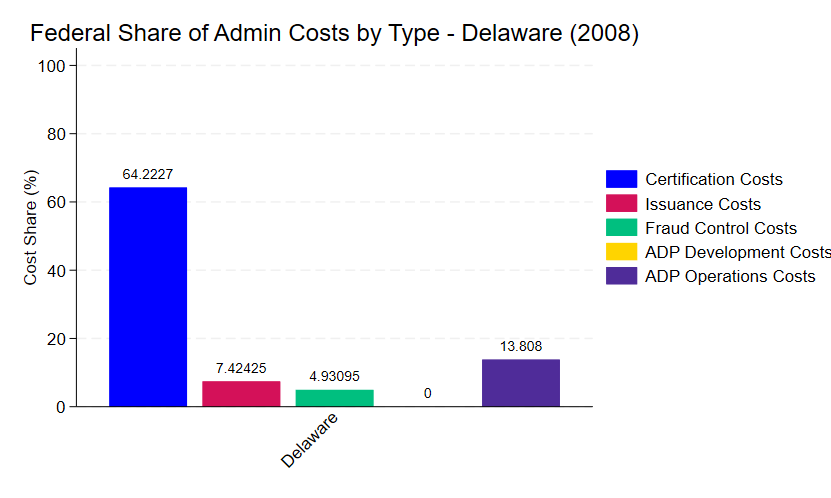 Federal Share of Admin Costs by Type - Delaware (2008)
Cost Share (%)
100
80
60
40
20
0
64.2227
7.42425
4.93095
0
13.808
Delaware
Certification Costs
Issuance Costs
Fraud Control Costs
ADP Development Costs
ADP Operations Costs